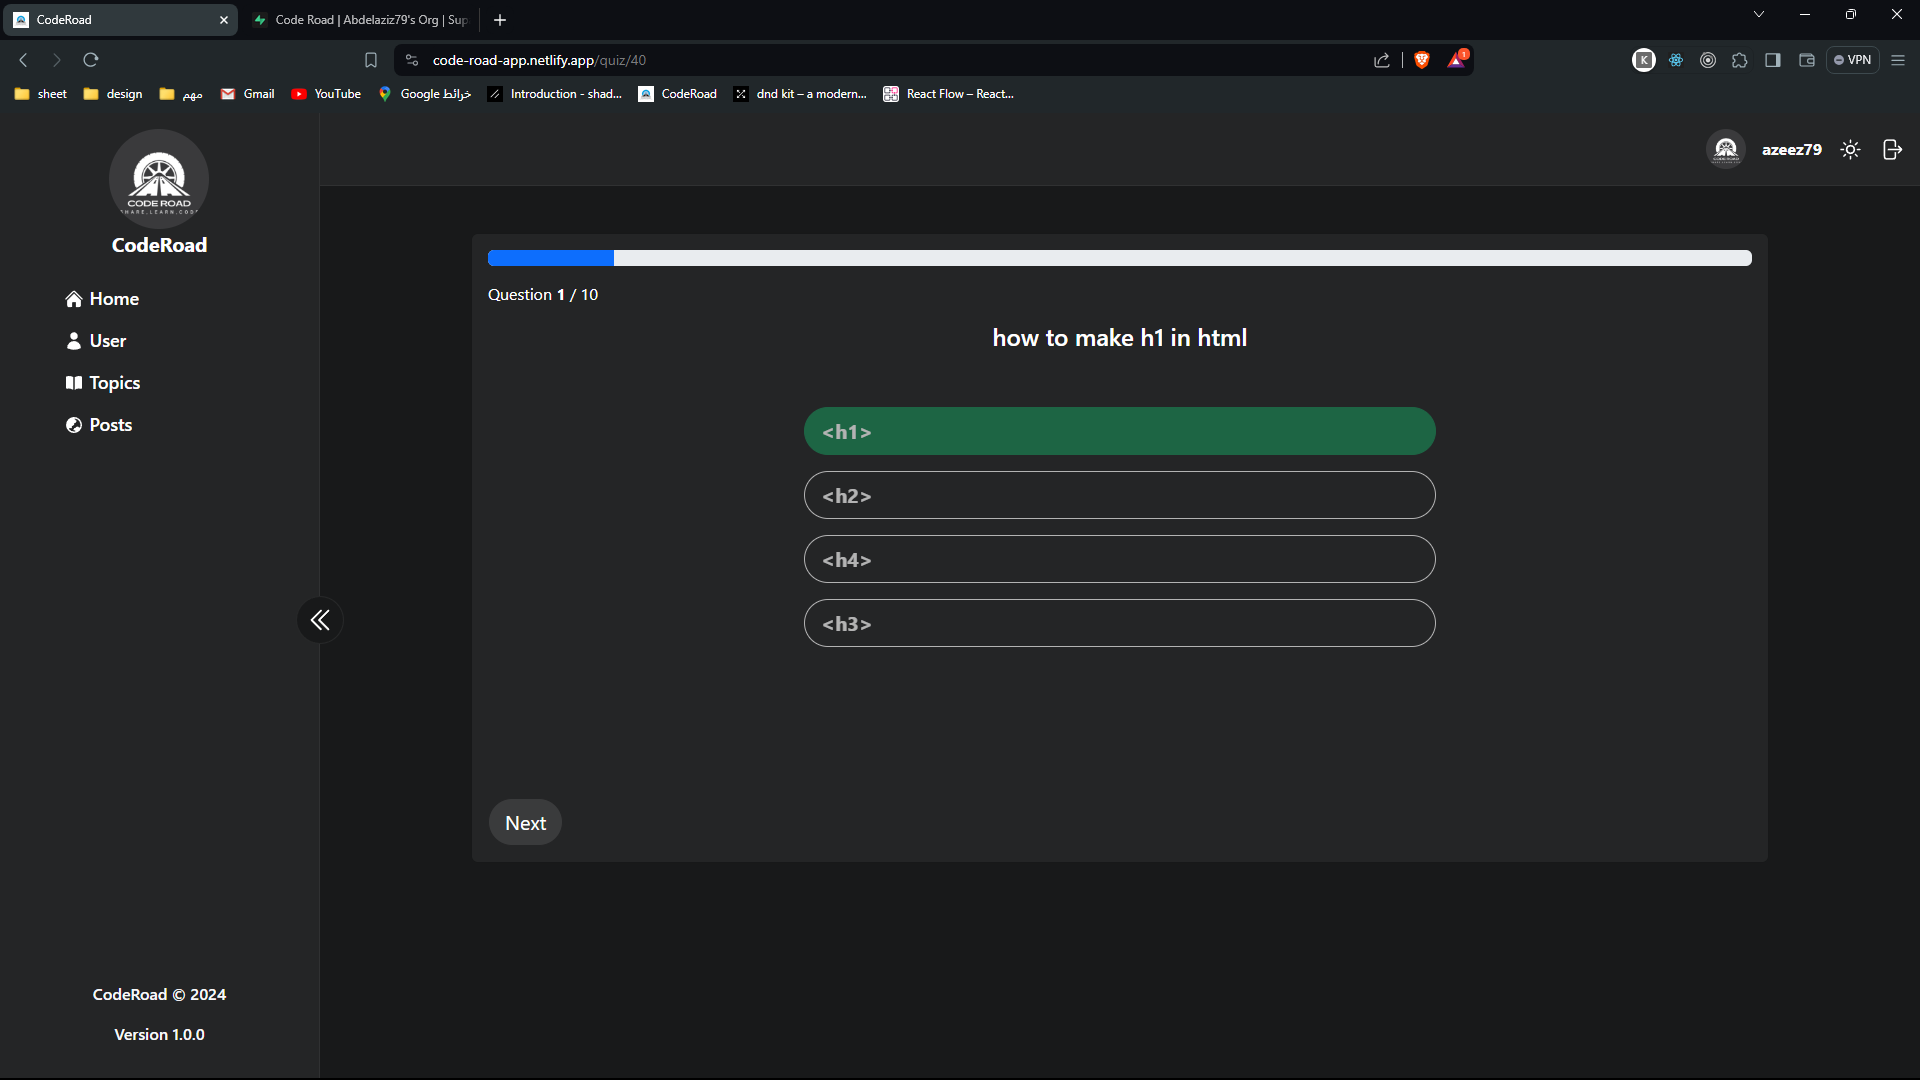 CodeRoad
Code Road | Abdelaziz79's Org | Sup
code-road-app.netlify.app/quiz/40
1
K
VPN
sheet
design
مهم
Gmail
YouTube
خرائط Google
Introduction - shad...
CodeRoad
dnd kit – a modern...
React Flow – React...
CODE ROAD
SHARE.LEARN.CODE
CodeRoad
azeez79
Home
User
Topics
Posts
Question 1 / 10
how to make h1 in html
<h1>
<h2>
<h4>
<h3>
Next
CodeRoad © 2024
Version 1.0.0